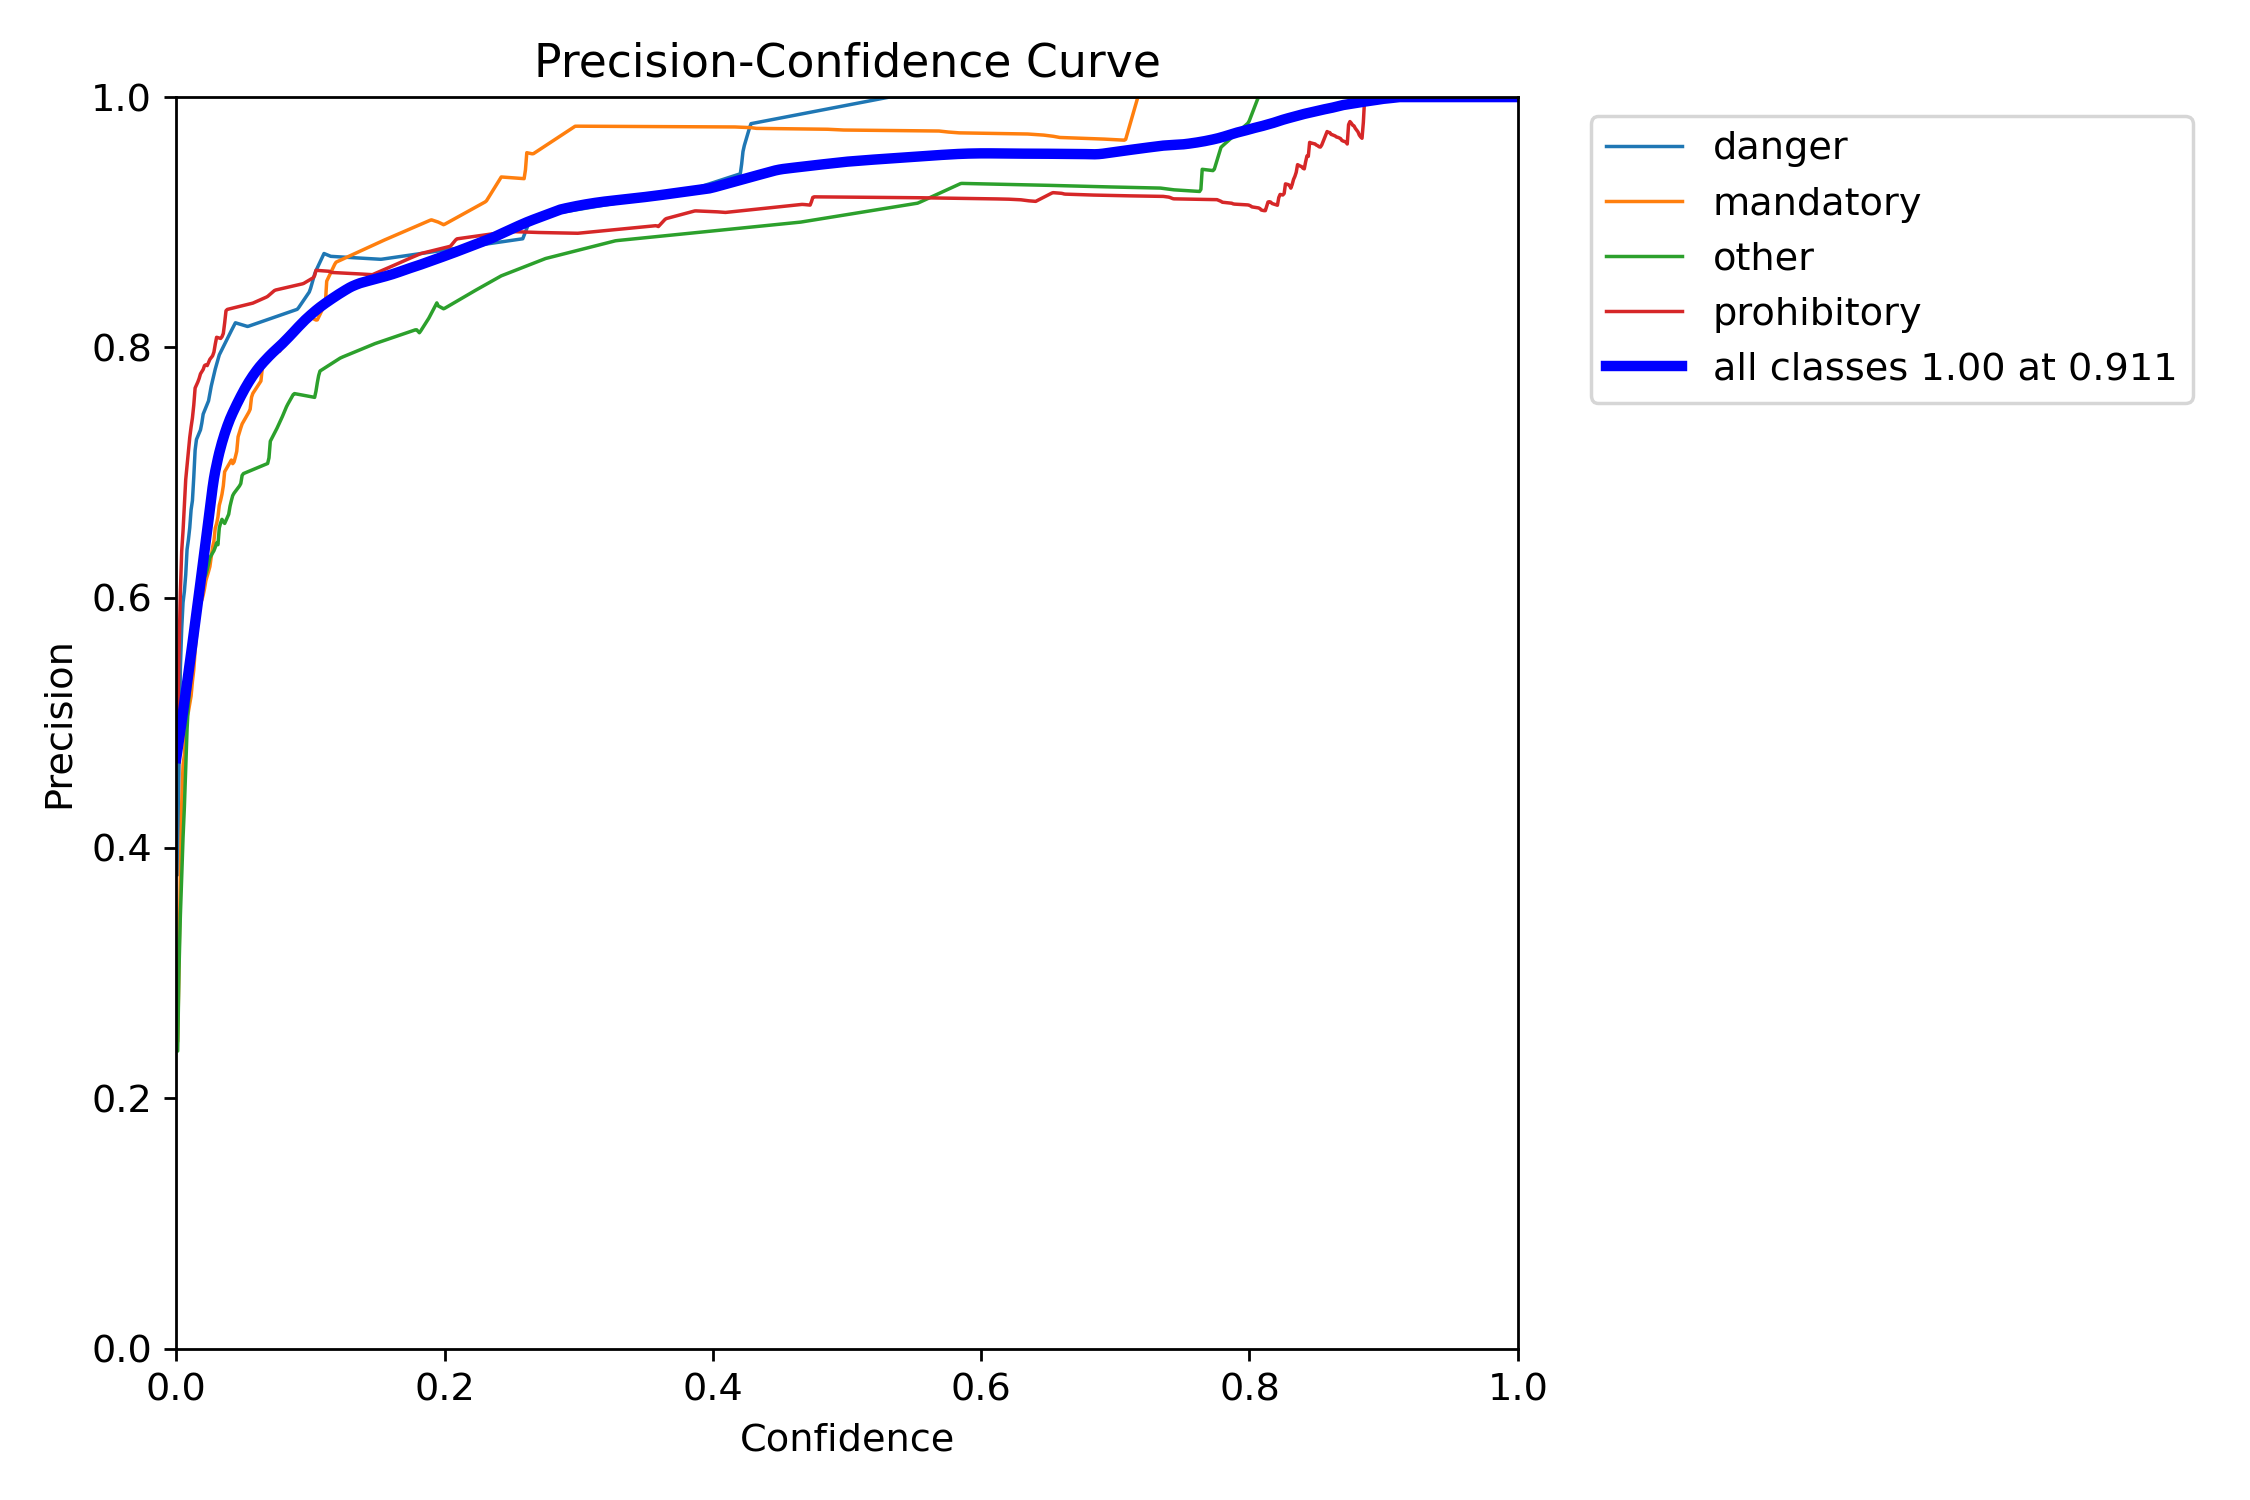 Precision-Confidence Curve
1.0
0.8
0.6
0.4
0.2
0.0
Precision
0.0 0.2 0.4 0.6 0.8 1.0
Confidence
danger
mandatory
other
prohibitory
all classes 1.00 at 0.911